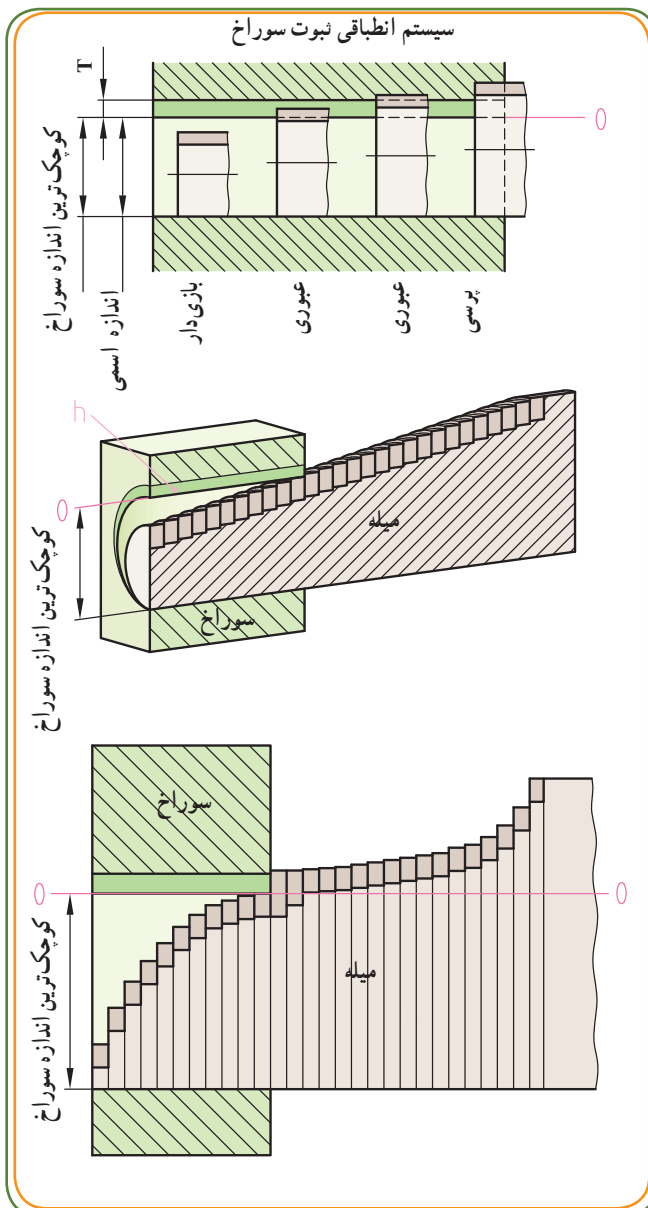 سیستم انطباقی ثبوت سوراخ
T
0
کوچک‌ترین اندازه سوراخ
اندازه اسمی
بازی‌دار
عبوری
عبوری
پرسی
h
0
کوچک‌ترین اندازه سوراخ
میله
سوراخ
سوراخ
0
0
کوچک‌ترین اندازه سوراخ
میله